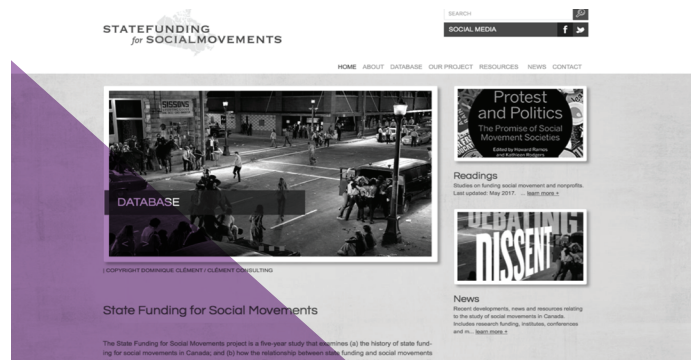 STATEFUNDING
for SOCIALMOVEMENTS
SEARCH
SOCIAL MEDIA
HOME ABOUT DATABASE OUR PROJECT RESOURCES NEWS CONTACT
SISSONS
DATABASE
| COPYRIGHT DOMINIQUE CLÉMENT / CLÉMENT CONSULTING
State Funding for Social Movements
The State Funding for Social Movements project is a five-year study that examines (a) the history of state fund-
ing for social movements in Canada; and (b) how the relationship between state funding and social movements
Protest
and Politics
The Promise of Social
Movement Societies
Edited by Howard Ramos
and Kathleen Rodgers
Readings
Studies on funding social movement and nonprofits.
Last updated: May 2017. ... learn more +
DEBATING
DISSENT
News
Recent developments, news and resources relating
to the study of social movements in Canada.
Includes research funding, institutes, conferences
and m... learn more +